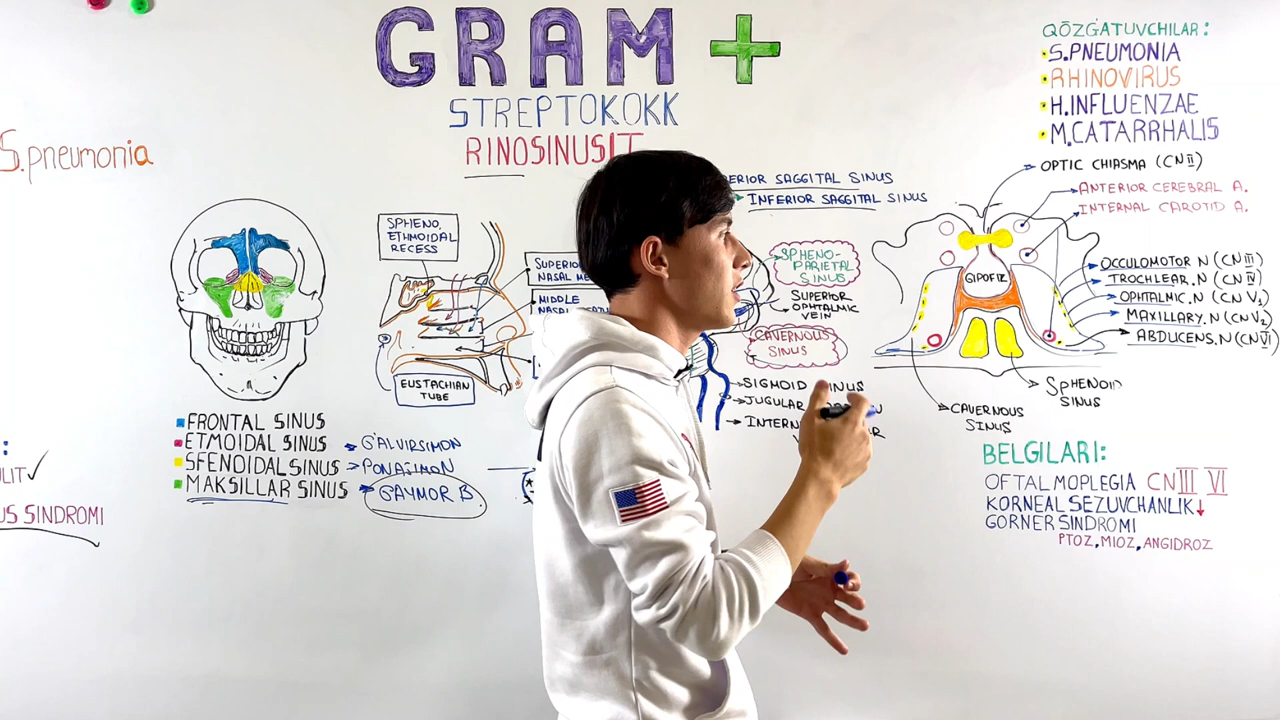 GRAM +
STREPTOKOKK
RINOSINUSIT
S.pneumonia
QŌZG'ATUVCHILAR:
S.PNEUMONIA
RHINOVIRUS
H.INFLUENZAE
M.CATARRHALIS
SPHENO,
ETHMOIDAL
RECESS
EUSTACHIAN
TUBE
MIDDLE
NASAL
SAGGITAL SINUS
INFERIOR SAGGITAL SINUS
SPHENO-
PARIETAL
SINUS
SUPERIOR
OPHTALMIC
VEIN
CAVERNOUS
SINUS
SIGMOID SINUS
JUGULAR
OPTIC CHIASMA (CN II)
ANTERIOR CEREBRAL A.
INTERNAL CAROTID A.
GIPOFIZ
OCCULOMOTOR N (CN III)
TROCHLEAR.N (CN IV)
OPHTALMIC.N (CN V1)
MAXILLARY.N (CN V2)
ABDUCENS,N (CN VI)
SPHENOID
SINUS
CAVERNOUS
SINUS
FRONTAL SINUS
ETMOIDAL SINUS G'ALVIRSIMON
SFENOIDAL SINUS PONASIMON
MAKSILLAR SINUS GAYMOR B
SINDROMI
BELGILARI:
OFTALMOPLEGIA CN III VI
KORNEAL SEZUVCHANLIK↓
GORNER SINDROMI
PTOZ, MIOZ, ANGIDROZ